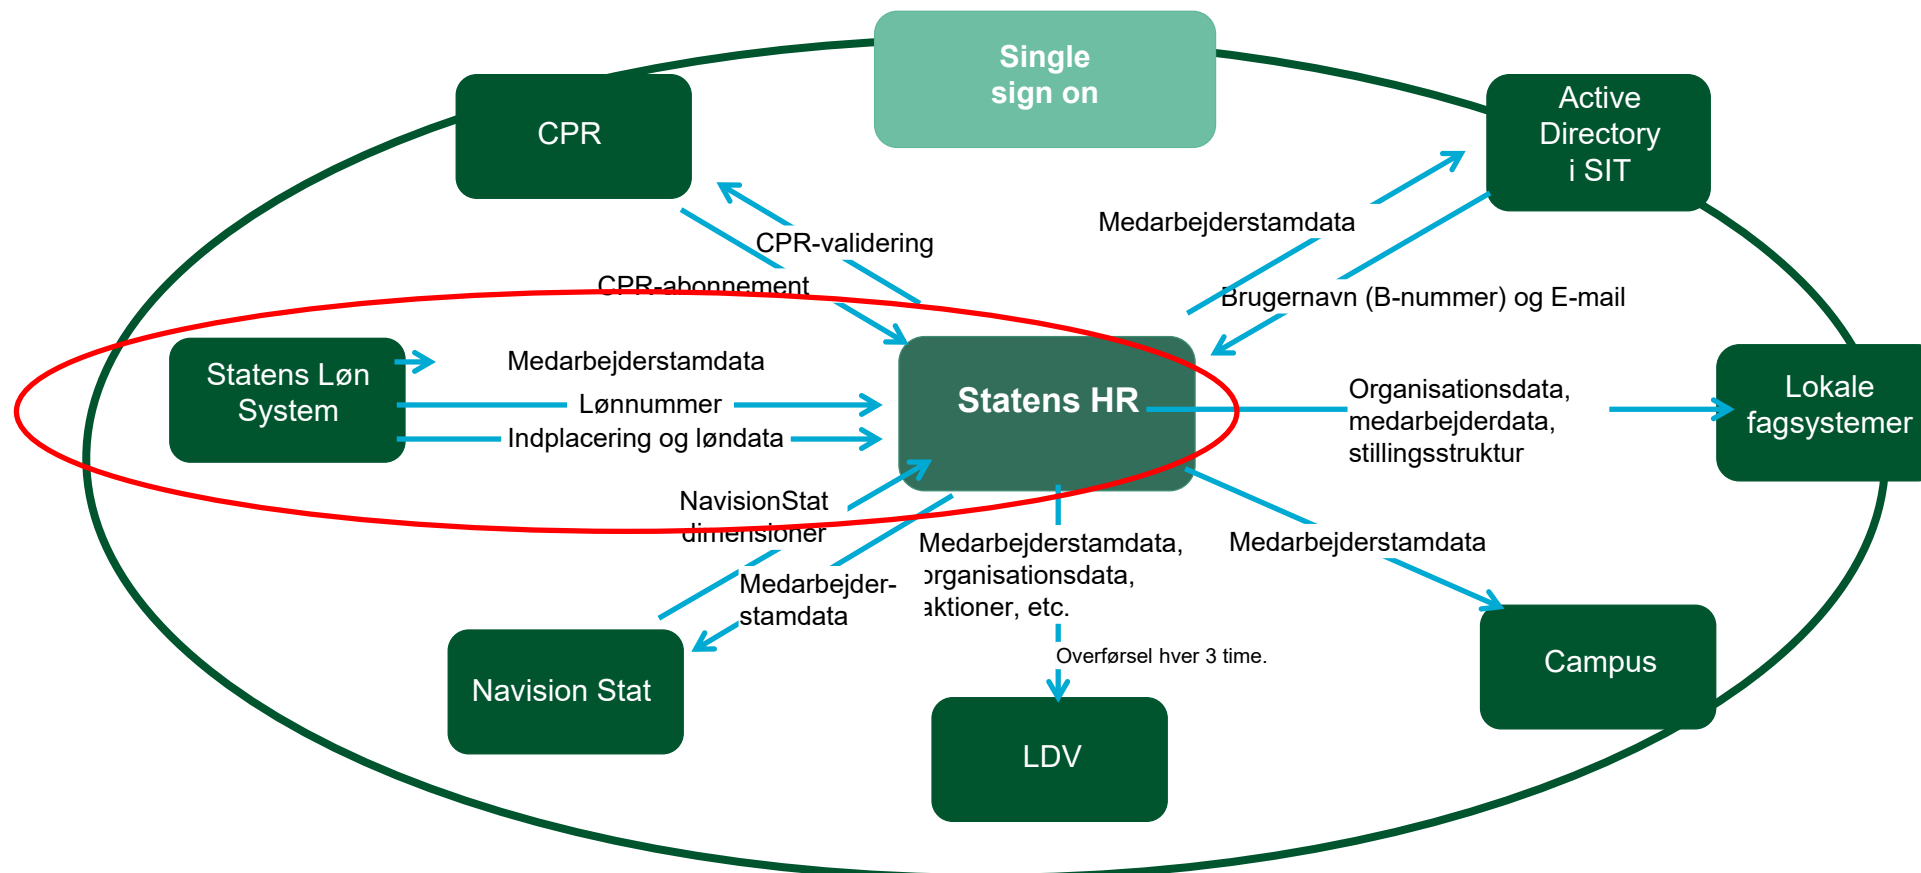 Single
sign on
CPR
Active
Directory
i SIT
Medarbejderstamdata
CPR-validering
CPR-abonnement
Brugernavn (B-nummer) og E-mail
Statens Løn
System
Medarbejderstamdata
Lønnummer
Indplacering og løndata
Statens HR
Organisationsdata,
medarbejderdata,
stillingsstruktur
Lokale
fagsystemer
NavisionStat
dimensioner
Medarbejder-
stamdata
Medarbejderstamdata,
organisationsdata,
aktioner, etc.
Medarbejderstamdata
Overførsel hver 3 time.
Navision Stat
LDV
Campus